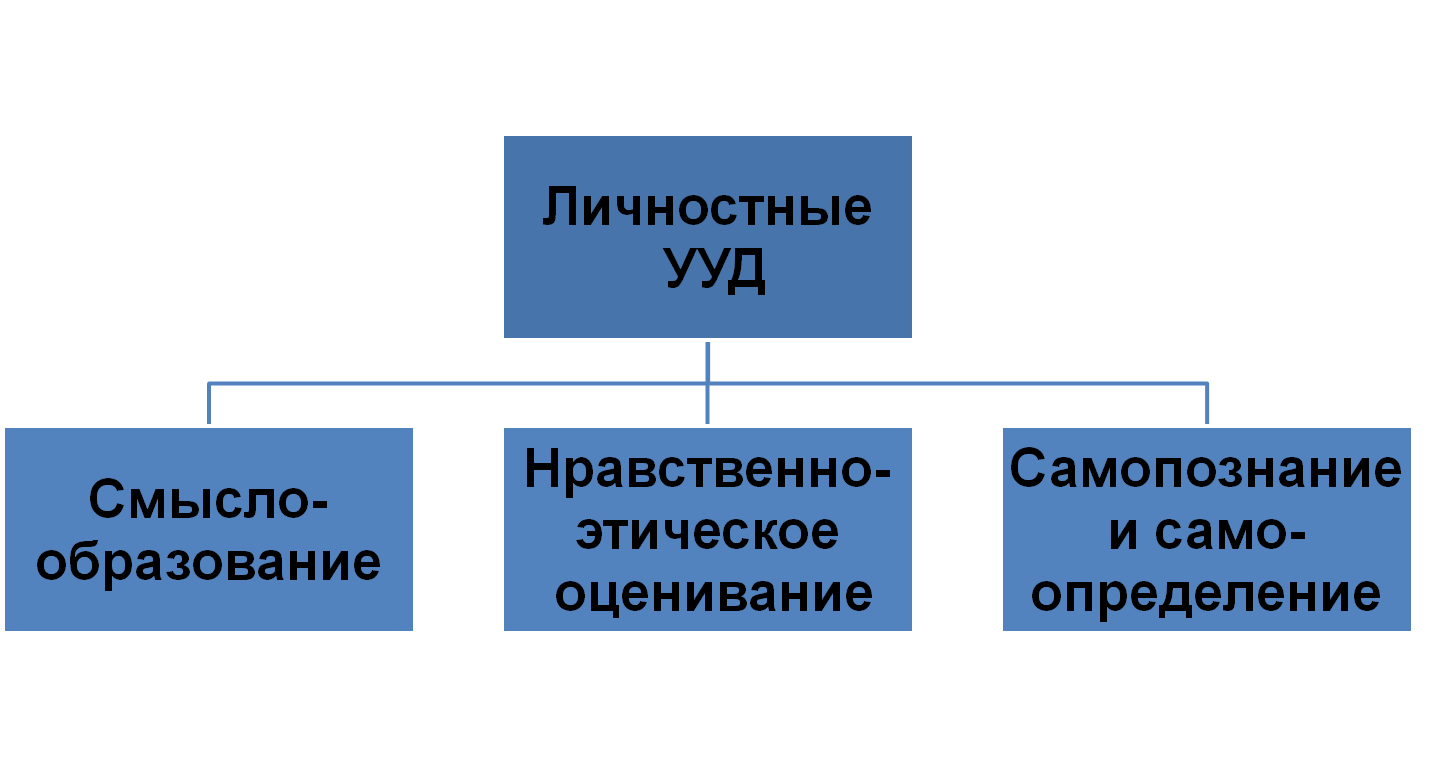 Личностные
УУД
Смысло-
образование
Нравственно-
этическое
оценивание
Самопознание
и само-
определение